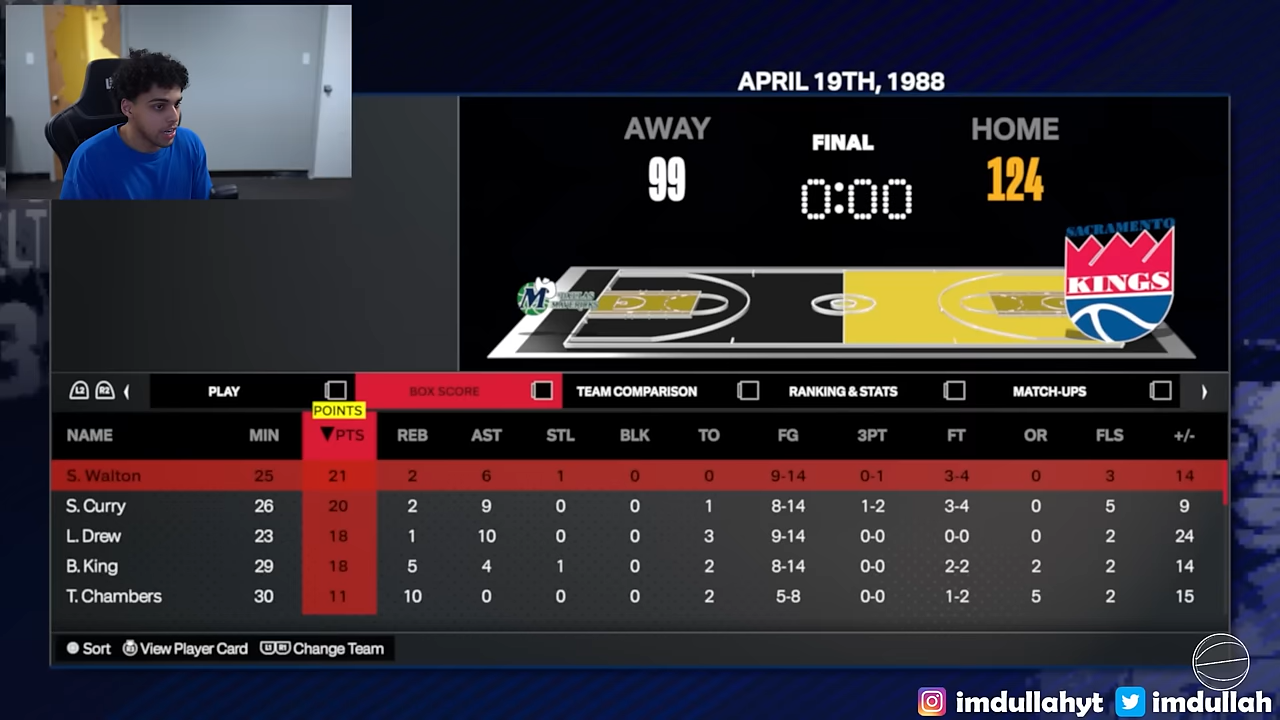 APRIL 19TH, 1988
AWAY
FINAL
HOME
99
0:00
124
SACRAMENTO
KINGS
M
DALLAS
MAVERICKS
L2 R2 PLAY BOX SCORE TEAM COMPARISON RANKING & STATS MATCH-UPS
POINTS
NAME MIN ▼PTS REB AST STL BLK TO FG 3PT FT OR FLS +/-
S. Walton 25 21 2 6 1 0 0 9-14 0-1 3-4 0 3 14
S. Curry 26 20 2 9 0 0 1 8-14 1-2 3-4 0 5 9
L. Drew 23 18 1 10 0 0 3 9-14 0-0 0-0 0 2 24
B. King 29 18 5 4 1 0 2 8-14 0-0 2-2 2 2 14
T. Chambers 30 11 10 0 0 0 2 5-8 0-0 1-2 5 2 15
Sort View Player Card L1 R1 Change Team
imdullahyt imdullah